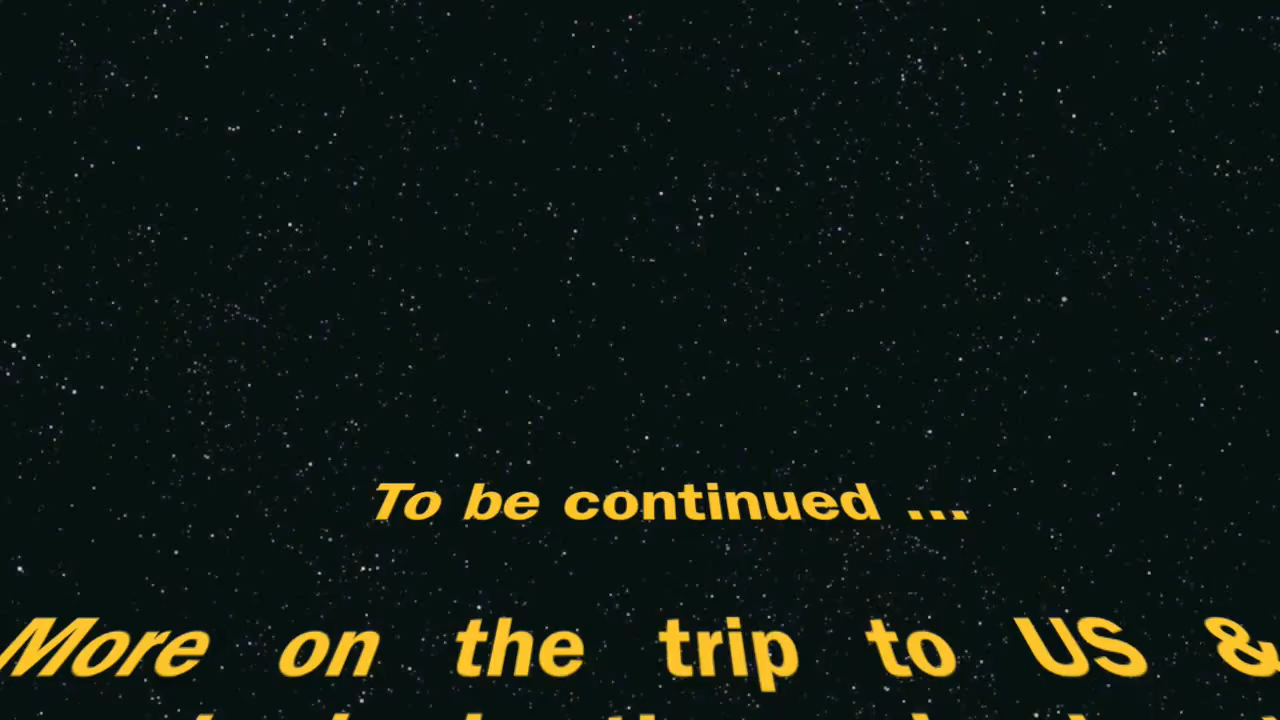 To be continued ...
More on the trip to US &